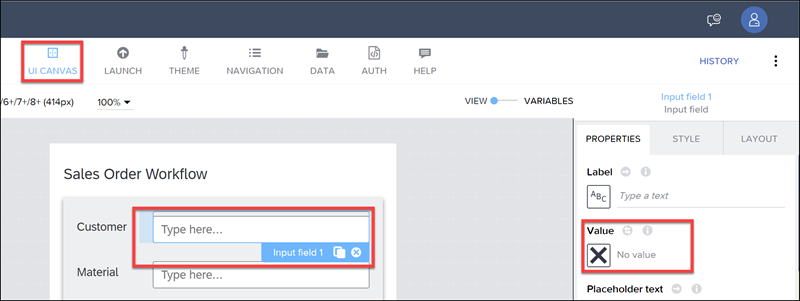 UI CANVAS LAUNCH THEME NAVIGATION DATA AUTH HELP HISTORY
/6+/7+/8+ (414px) 100% VIEW VARIABLES
Input field 1
Input field
PROPERTIES STYLE LAYOUT
Sales Order Workflow
Label
ABC Type a text
Customer Type here...
Input field 1
Value
No value
Material Type here...
Placeholder text